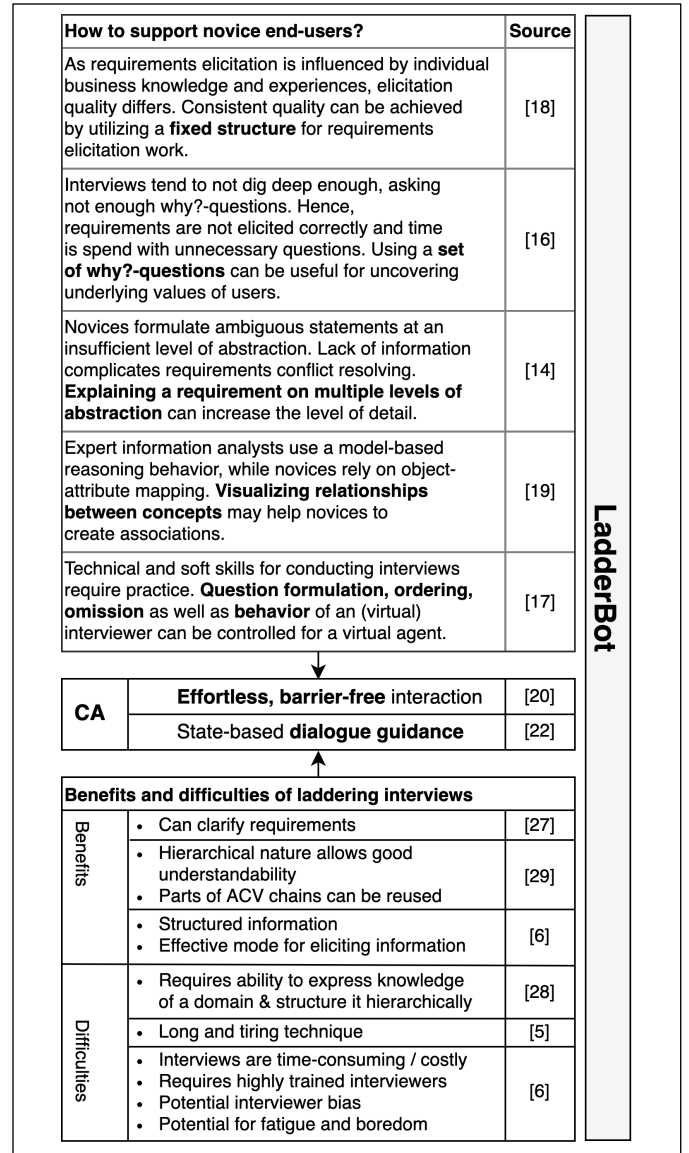 How to support novice end-users? Source
As requirements elicitation is influenced by individual
business knowledge and experiences, elicitation
quality differs. Consistent quality can be achieved
by utilizing a fixed structure for requirements
elicitation work.
[18]
Interviews tend to not dig deep enough, asking
not enough why?-questions. Hence,
requirements are not elicited correctly and time
is spend with unnecessary questions. Using a set
of why?-questions can be useful for uncovering
underlying values of users.
[16]
Novices formulate ambiguous statements at an
insufficient level of abstraction. Lack of information
complicates requirements conflict resolving.
Explaining a requirement on multiple levels of
abstraction can increase the level of detail.
[14]
Expert information analysts use a model-based
reasoning behavior, while novices rely on object-
attribute mapping. Visualizing relationships
between concepts may help novices to
create associations.
[19]
Technical and soft skills for conducting interviews
require practice. Question formulation, ordering,
omission as well as behavior of an (virtual)
interviewer can be controlled for a virtual agent.
[17]
CA
Effortless, barrier-free interaction [20]
State-based dialogue guidance [22]
Benefits and difficulties of laddering interviews
Benefits
• Can clarify requirements [27]
• Hierarchical nature allows good
understandability
• Parts of ACV chains can be reused
[29]
• Structured information
• Effective mode for eliciting information
[6]
Difficulties
• Requires ability to express knowledge
of a domain & structure it hierarchically
[28]
• Long and tiring technique [5]
• Interviews are time-consuming / costly
• Requires highly trained interviewers
• Potential interviewer bias
• Potential for fatigue and boredom
[6]
LadderBot